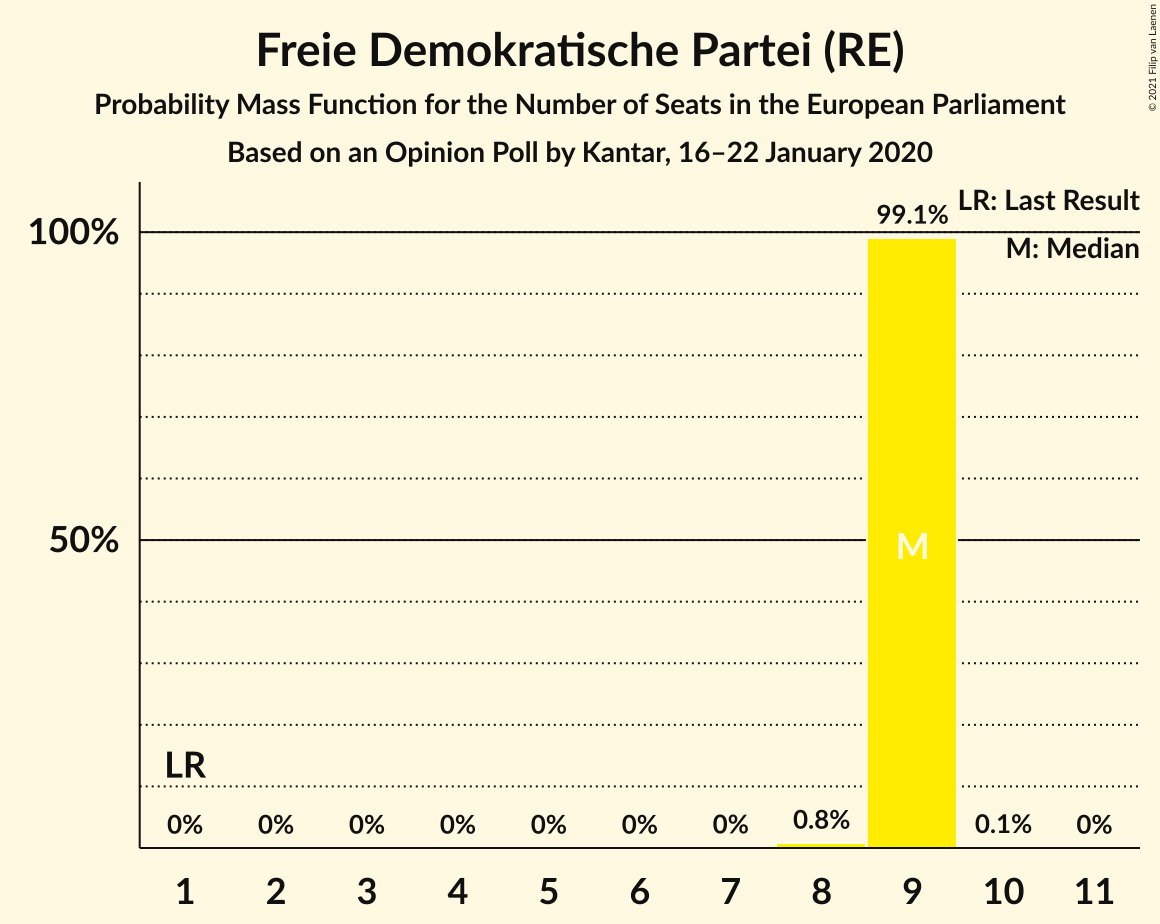 Freie Demokratische Partei (RE)
Probability Mass Function for the Number of Seats in the European Parliament
Based on an Opinion Poll by Kantar, 16–22 January 2020
© 2021 Filip van Laenen
LR: Last Result
M: Median
99.1%
100%
50%
M
LR
0% 0% 0% 0% 0% 0% 0% 0.8% 0.1% 0%
1 2 3 4 5 6 7 8 9 10 11